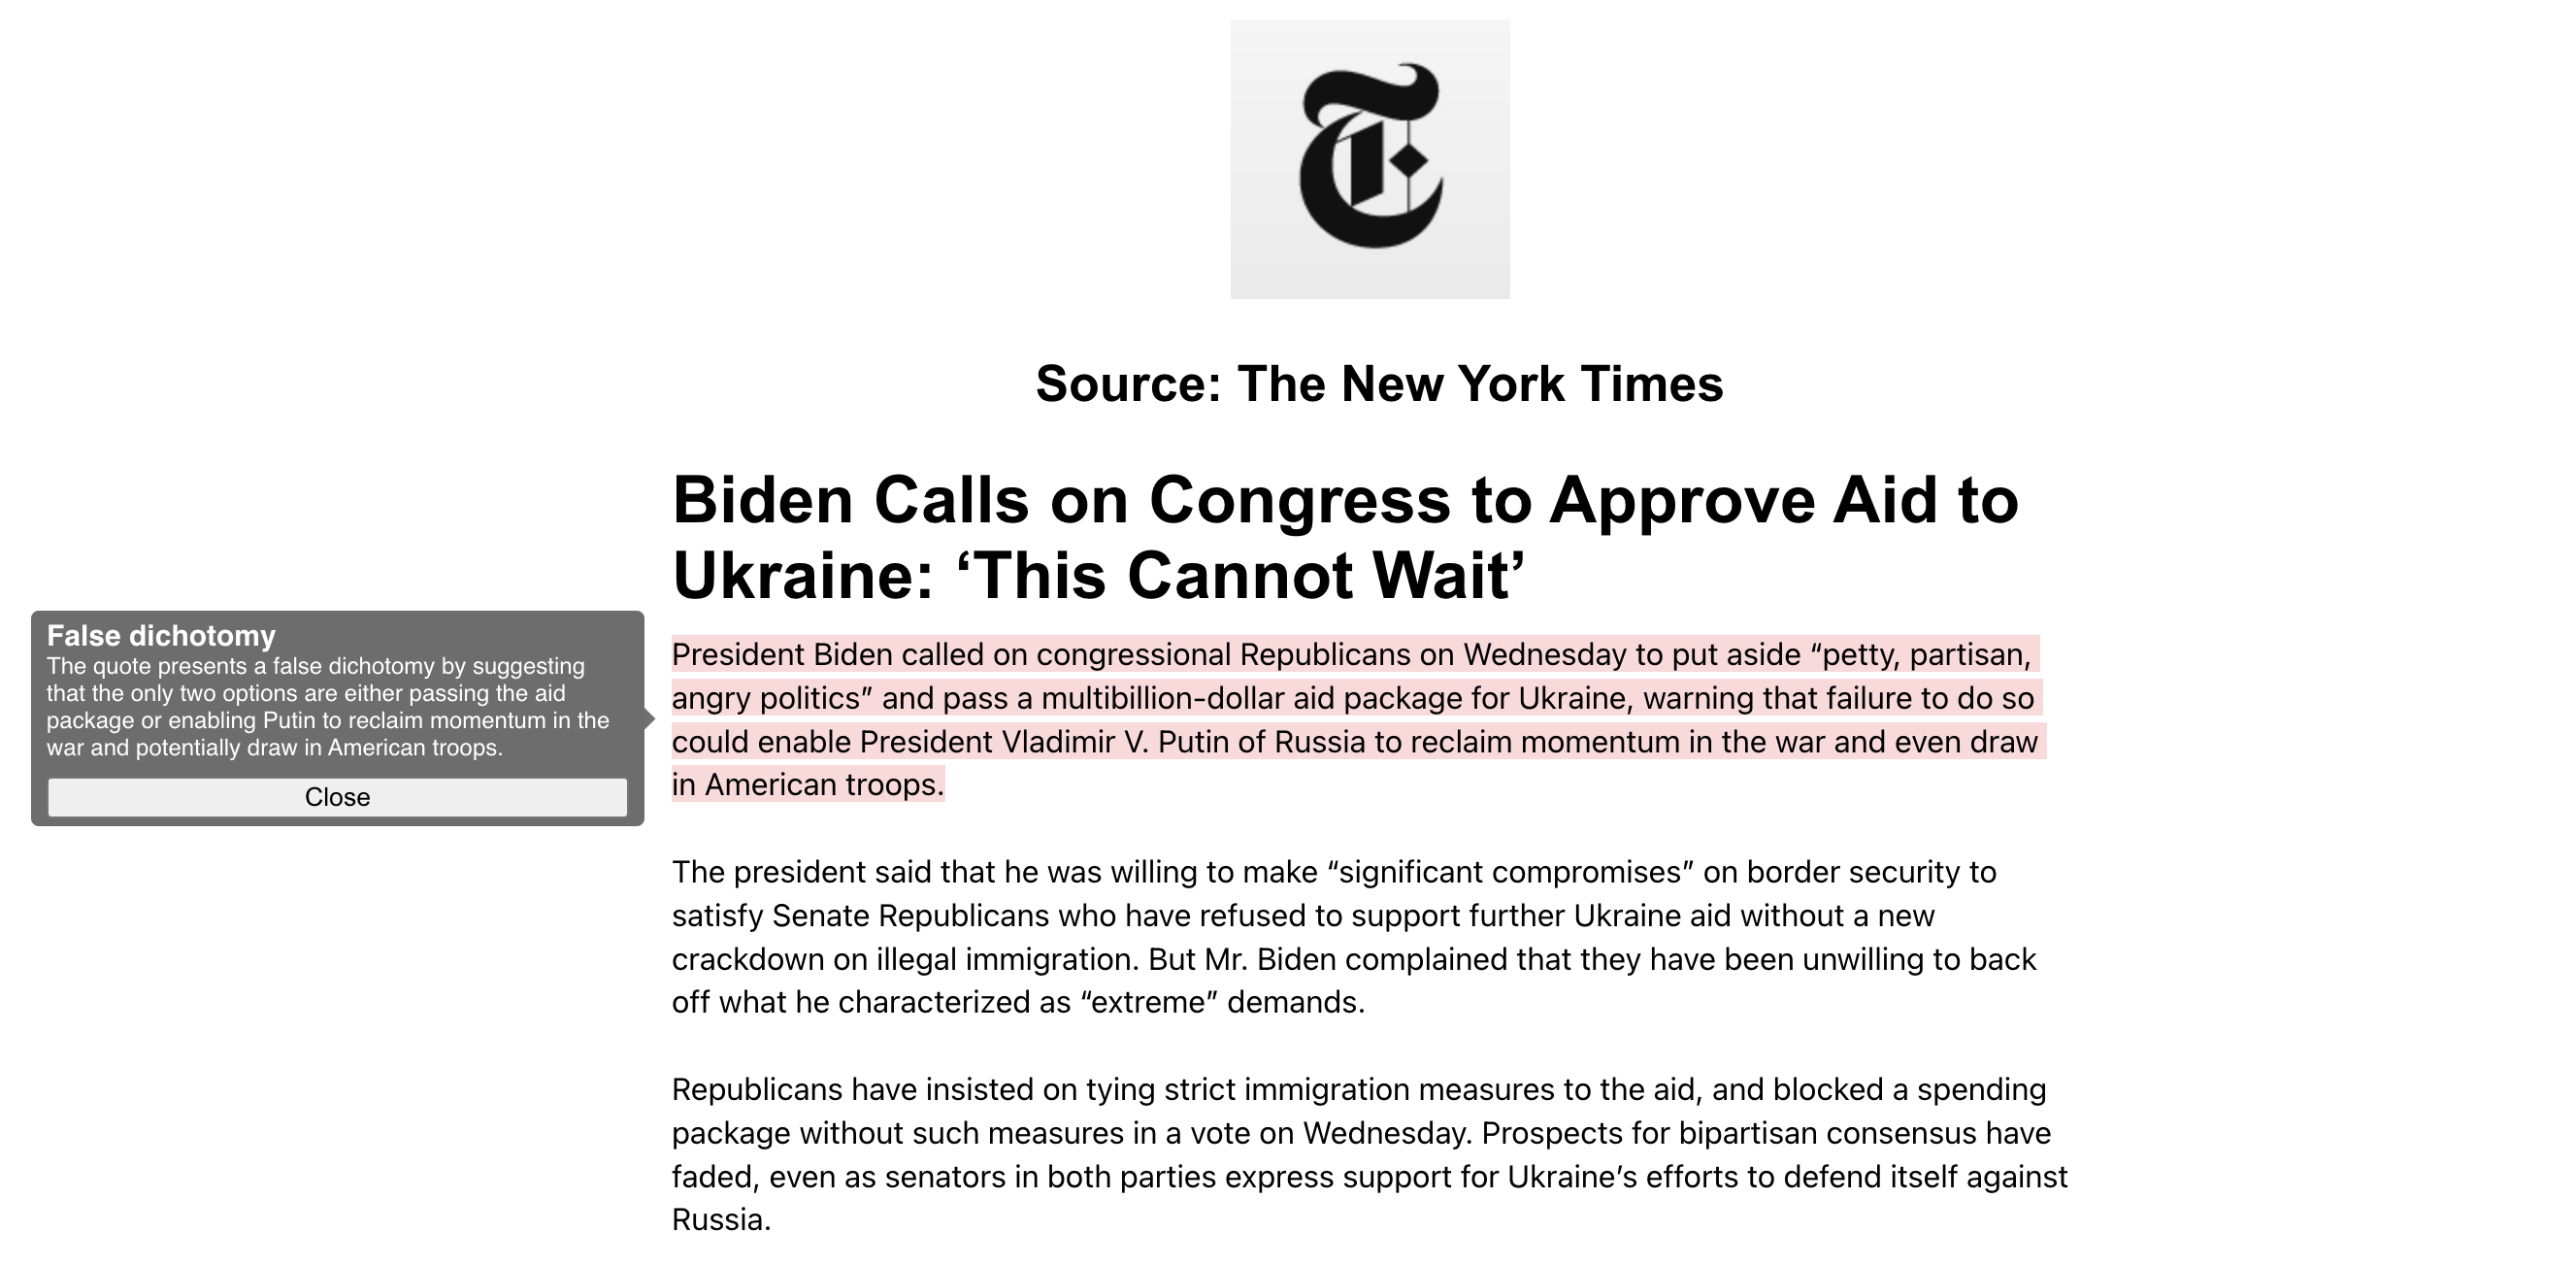 Source: The New York Times
Biden Calls on Congress to Approve Aid to
Ukraine: ‘This Cannot Wait’
False dichotomy
The quote presents a false dichotomy by suggesting
that the only two options are either passing the aid
package or enabling Putin to reclaim momentum in the
war and potentially draw in American troops.
Close
President Biden called on congressional Republicans on Wednesday to put aside “petty, partisan,
angry politics” and pass a multibillion-dollar aid package for Ukraine, warning that failure to do so
could enable President Vladimir V. Putin of Russia to reclaim momentum in the war and even draw
in American troops.
The president said that he was willing to make “significant compromises” on border security to
satisfy Senate Republicans who have refused to support further Ukraine aid without a new
crackdown on illegal immigration. But Mr. Biden complained that they have been unwilling to back
off what he characterized as “extreme” demands.
Republicans have insisted on tying strict immigration measures to the aid, and blocked a spending
package without such measures in a vote on Wednesday. Prospects for bipartisan consensus have
faded, even as senators in both parties express support for Ukraine’s efforts to defend itself against
Russia.